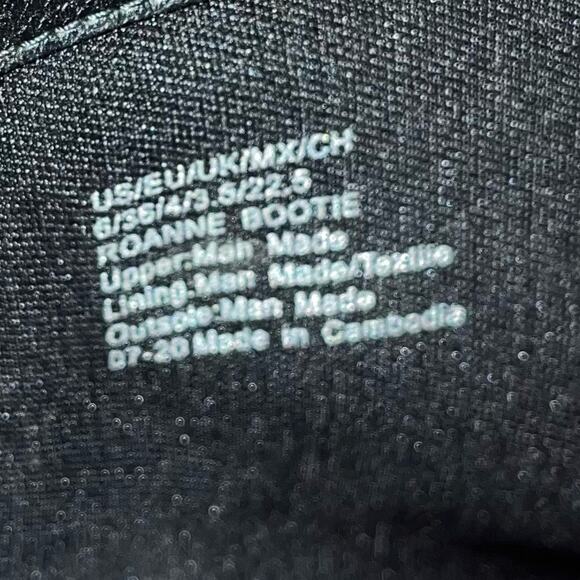 US/EU/UK/MX/CH
6/36/4/3.5/22.5
ROANNE BOOTIE
Upper:Man Made
Lining:Man Made/Textile
Outsole:Man Made
07-20 Made in Cambodia